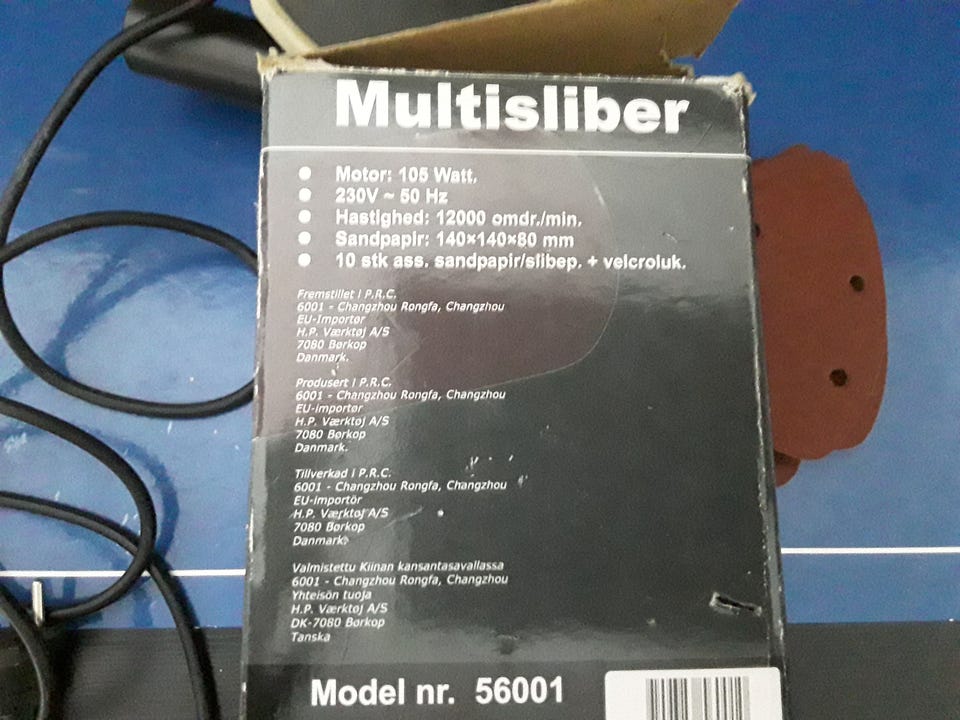 Multisliber
Motor: 105 Watt.
230V ~ 50 Hz
Hastighed: 12000 omdr./min.
Sandpapir: 140×140×80 mm
10 stk ass. sandpapir/slibep. + velcroluk.
Fremstillet i P.R.C.
6001 - Changzhou Rongfa, Changzhou
EU-Importør
H.P. Værktøj A/S
7080 Børkop
Danmark.
Produsert i P.R.C.
6001 - Changzhou Rongfa, Changzhou
EU-importør
H.P. Værktøj A/S
7080 Børkop
Danmark.
Tillverkad i P.R.C.
6001 - Changzhou Rongfa, Changzhou
EU-importör
H.P. Værktøj A/S
7080 Børkop
Danmark.
Valmistettu Kiinan kansantasavallassa
6001 - Changzhou Rongfa, Changzhou
Yhteisön tuoja
H.P. Værktøj A/S
DK-7080 Børkop
Tanska
Model nr. 56001